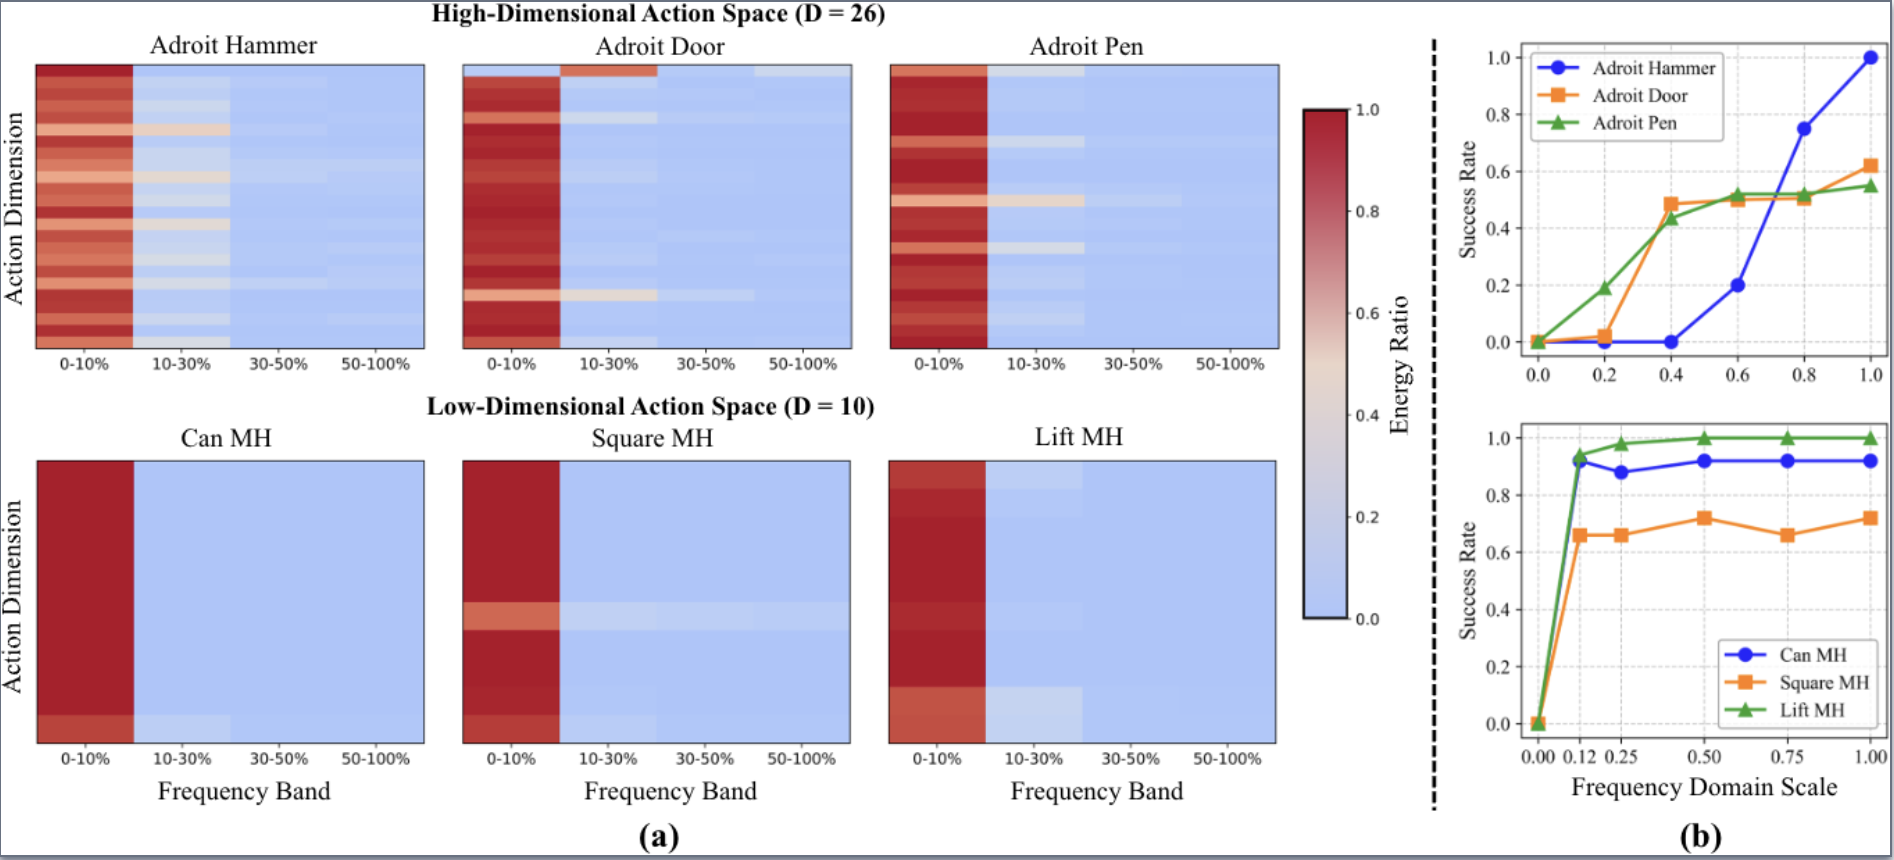 High-Dimensional Action Space (D = 26)
Adroit Hammer
Adroit Door
Adroit Pen
Action Dimension
0-10%
10-30%
30-50%
50-100%
0-10%
10-30%
30-50%
50-100%
0-10%
10-30%
30-50%
50-100%
Low-Dimensional Action Space (D = 10)
Can MH
Square MH
Lift MH
Action Dimension
0-10%
10-30%
30-50%
50-100%
0-10%
10-30%
30-50%
50-100%
0-10%
10-30%
30-50%
50-100%
Frequency Band
Frequency Band
Frequency Band
1.0
0.8
0.6
0.4
0.2
0.0
Energy Ratio
(a)
Success Rate
1.0
0.8
0.6
0.4
0.2
0.0
Adroit Hammer
Adroit Door
Adroit Pen
0.0
0.2
0.4
0.6
0.8
1.0
Success Rate
1.0
0.8
0.6
0.4
0.2
0.0
Can MH
Square MH
Lift MH
0.00
0.12
0.25
0.50
0.75
1.00
Frequency Domain Scale
(b)